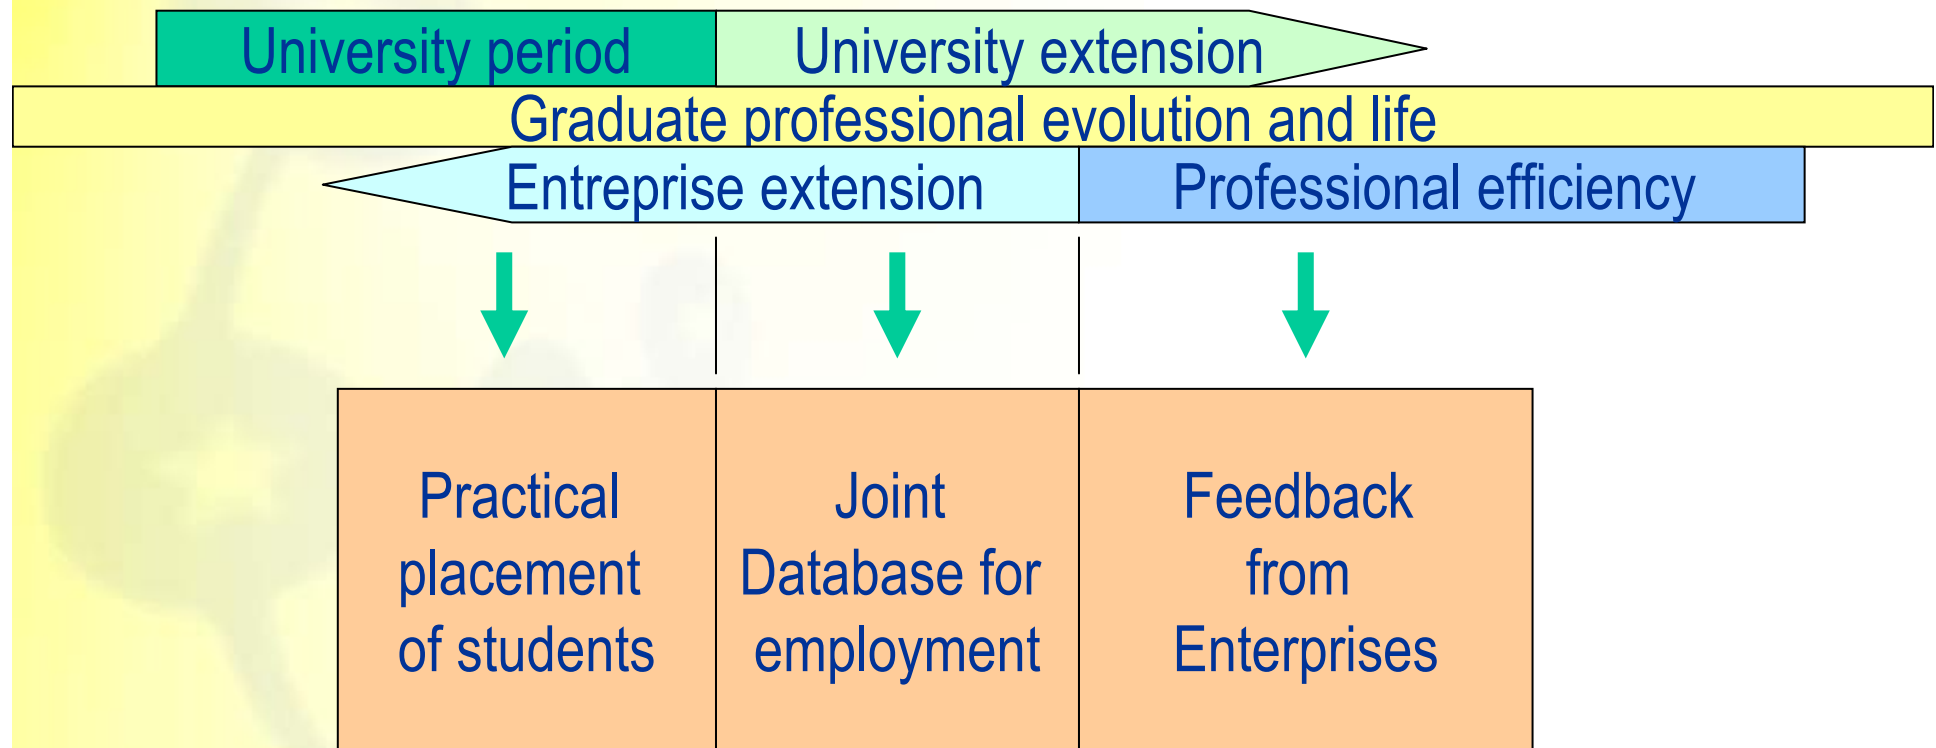 University period
University extension
Graduate professional evolution and life
Entreprise extension
Professional efficiency
Practical
placement
of students
Joint
Database for
employment
Feedback
from
Enterprises